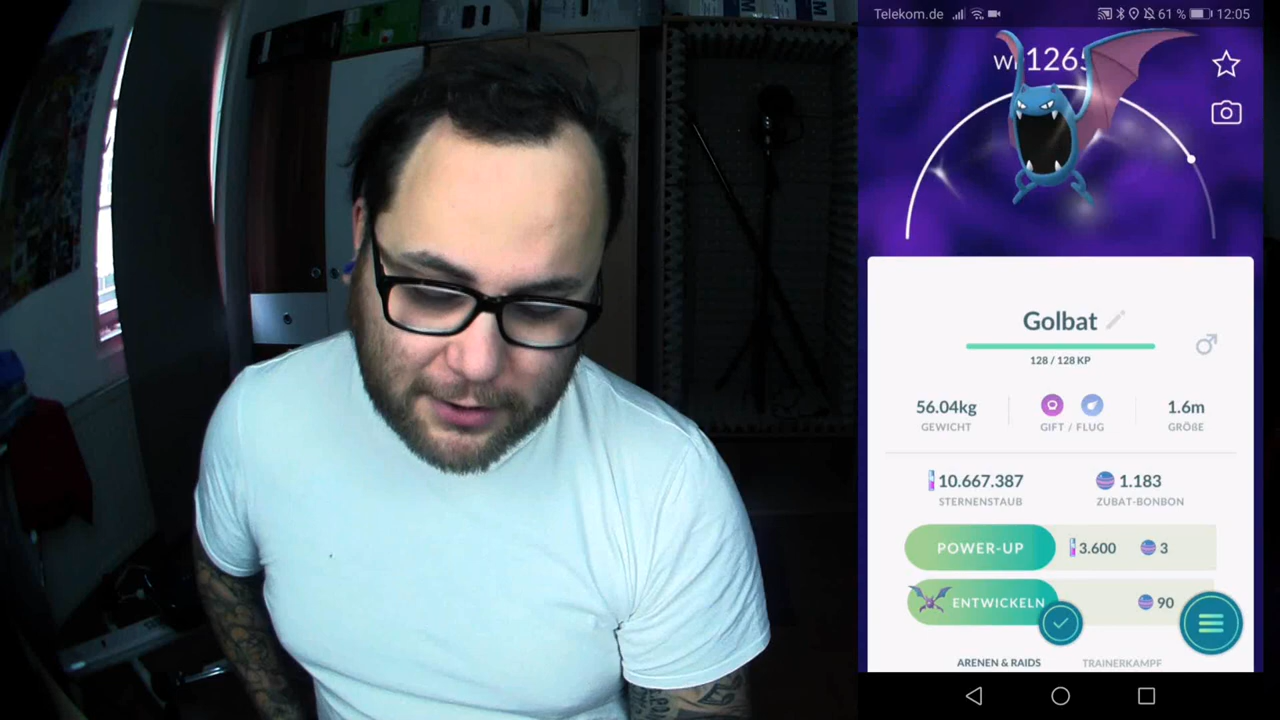 Telekom.de 61 % 12:05
WP1265
Golbat
128 / 128 KP
56.04kg
GEWICHT
GIFT / FLUG
1.6m
GRÖßE
10.667.387
STERNENSTAUB
1.183
ZUBAT-BONBON
POWER-UP 3.600 3
ENTWICKELN 90
ARENEN & RAIDS TRAINERKAMPF